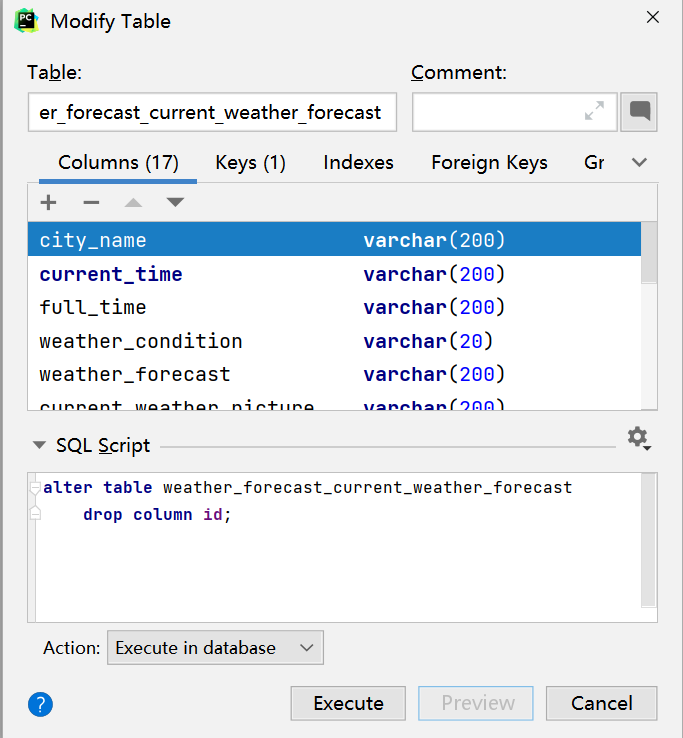 PC
Modify Table
Table:
Comment:
er_forecast_current_weather_forecast
Columns (17) Keys (1) Indexes Foreign Keys Gr
city_name varchar(200)
current_time varchar(200)
full_time varchar(200)
weather_condition varchar(20)
weather_forecast varchar(200)
current_weather_picture varchar(200)
SQL Script
alter table weather_forecast_current_weather_forecast
drop column id;
Action: Execute in database
?
Execute Preview Cancel